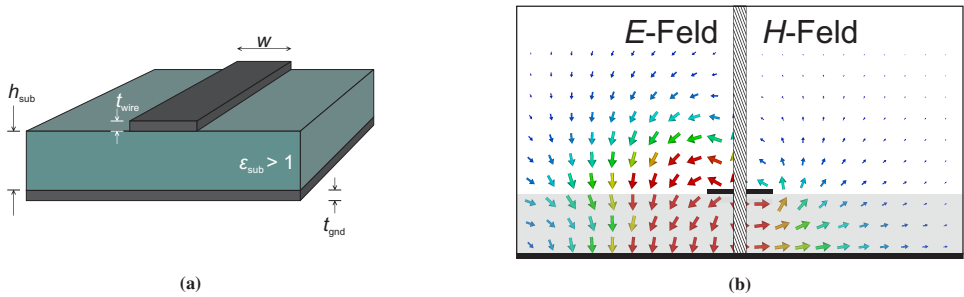 w
h_sub
t_wire
ε_sub > 1
t_gnd
(a)
E-Feld
H-Feld
(b)